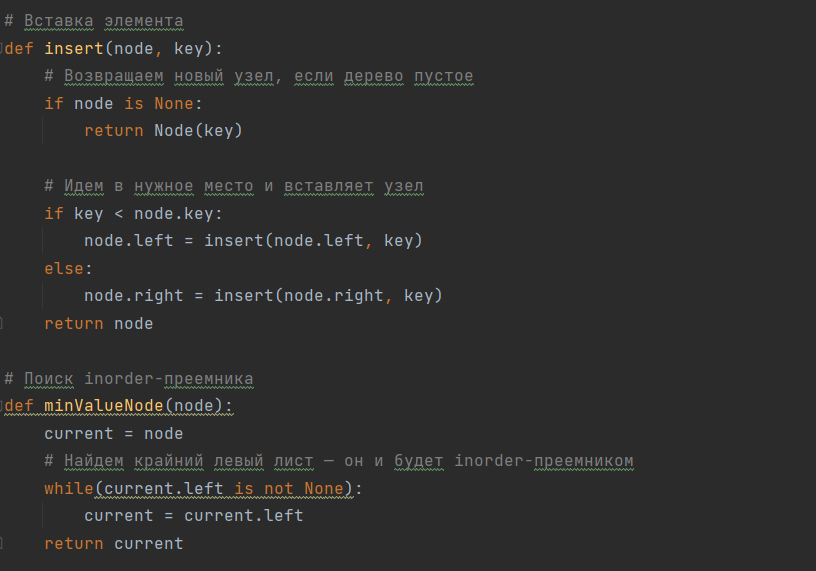 # Вставка элемента
def insert(node, key):
    # Возвращаем новый узел, если дерево пустое
    if node is None:
        return Node(key)
    # Идем в нужное место и вставляет узел
    if key < node.key:
        node.left = insert(node.left, key)
    else:
        node.right = insert(node.right, key)
    return node
# Поиск inorder-преемника
def minValueNode(node):
    current = node
    # Найдем крайний левый лист — он и будет inorder-преемником
    while(current.left is not None):
        current = current.left
    return current